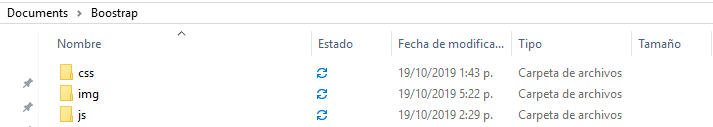 Documents > Boostrap
Nombre Estado Fecha de modifica... Tipo Tamaño
css 19/10/2019 1:43 p. Carpeta de archivos
img 19/10/2019 5:22 p. Carpeta de archivos
js 19/10/2019 2:29 p. Carpeta de archivos